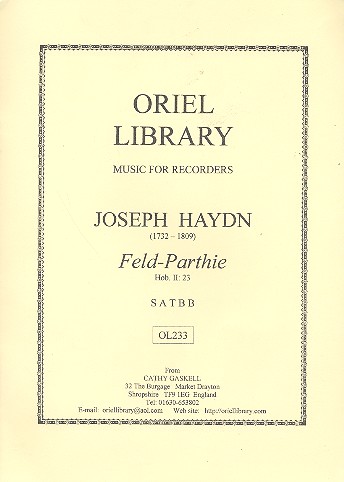 ORIEL
LIBRARY
MUSIC FOR RECORDERS
JOSEPH HAYDN
(1732 – 1809)
Feld-Parthie
Hob. II: 23
S A T B B
OL233
From
CATHY GASKELL
32 The Burgage Market Drayton
Shropshire TF9 1EG England
Tel: 01630-653802
E-mail: oriellibrary@aol.com Web site: http://oriellibrary.com